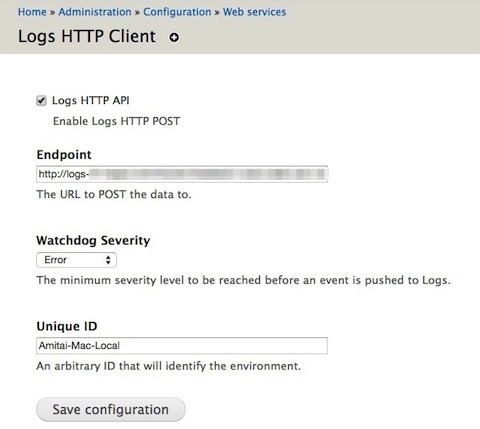 Home » Administration » Configuration » Web services
Logs HTTP Client
Logs HTTP API
Enable Logs HTTP POST
Endpoint
http://logs-
The URL to POST the data to.
Watchdog Severity
Error
The minimum severity level to be reached before an event is pushed to Logs.
Unique ID
Amitai-Mac-Local
An arbitrary ID that will identify the environment.
Save configuration